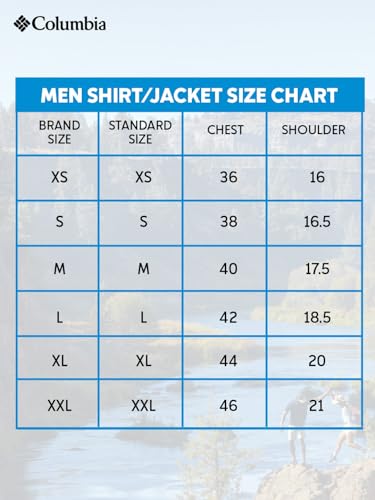 Columbia
MEN SHIRT/JACKET SIZE CHART
BRAND SIZE STANDARD SIZE CHEST SHOULDER
XS XS 36 16
S S 38 16.5
M M 40 17.5
L L 42 18.5
XL XL 44 20
XXL XXL 46 21